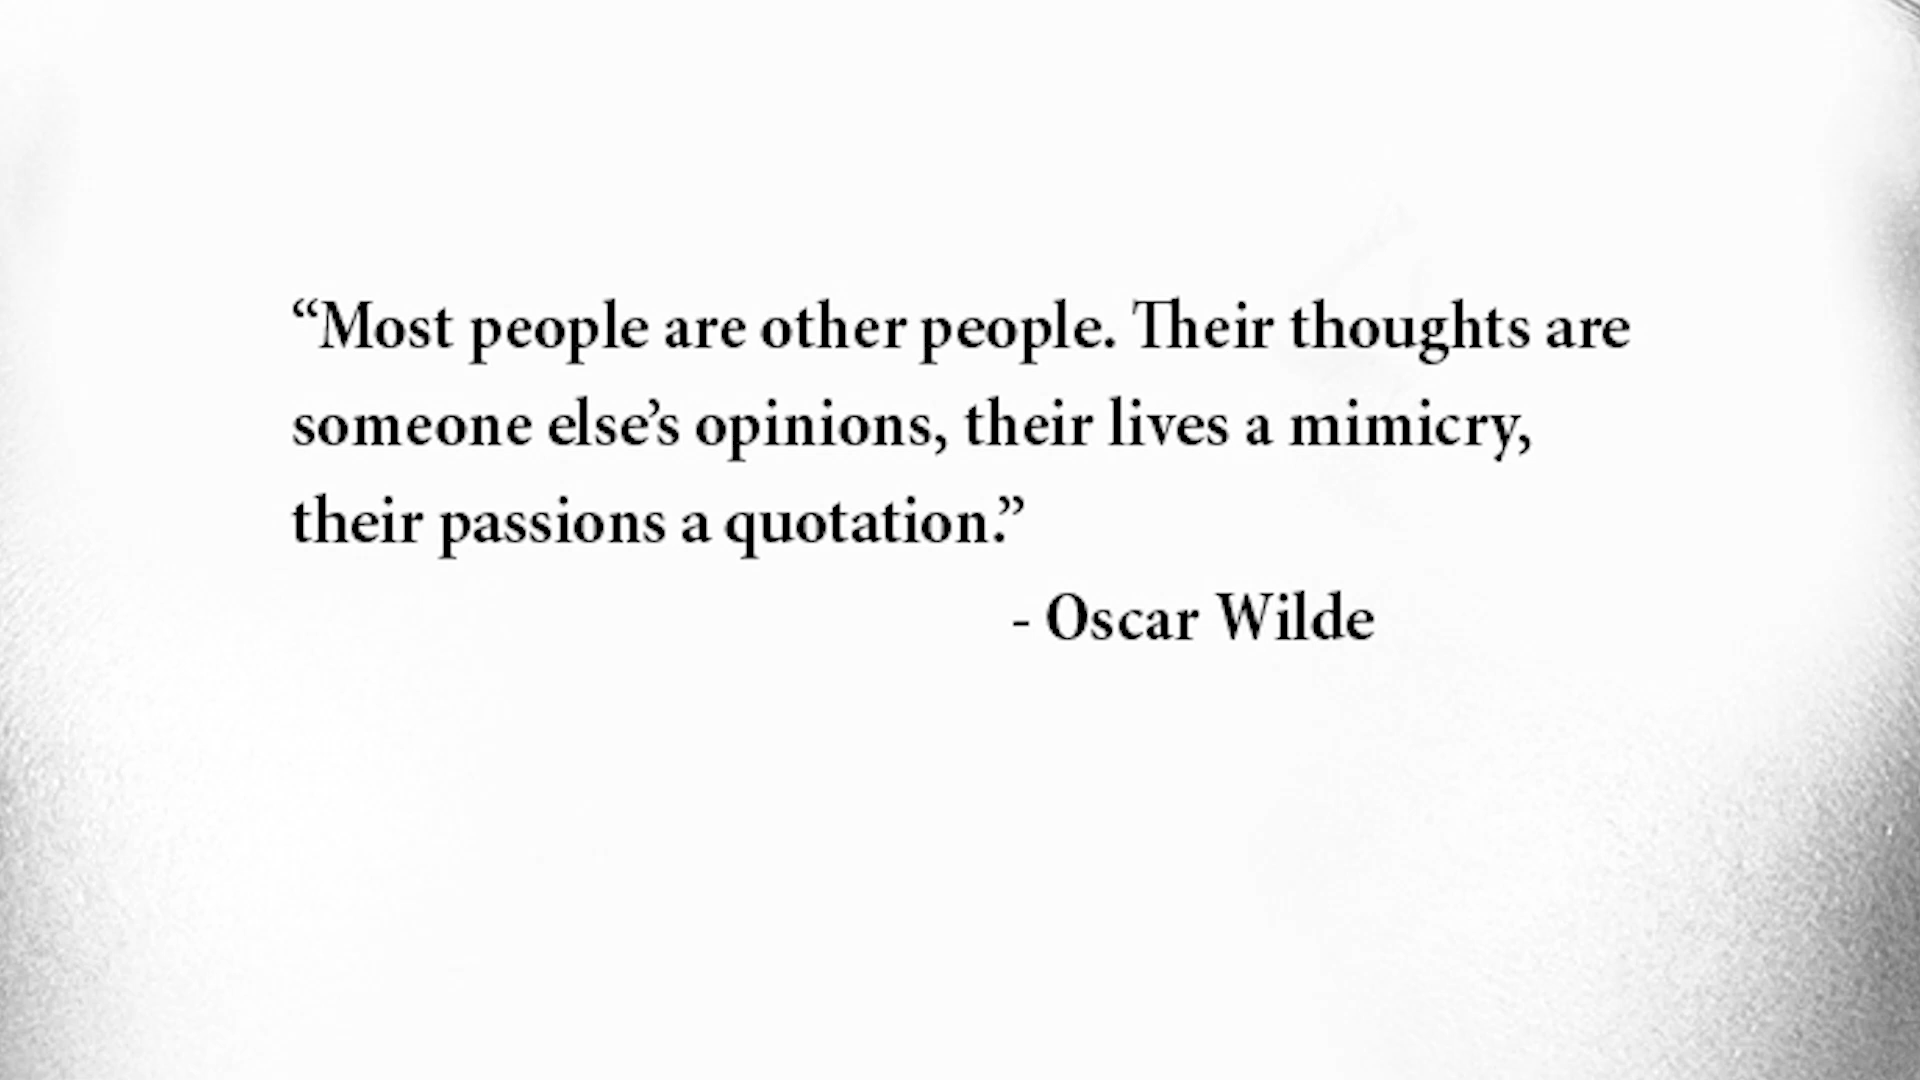 “Most people are other people. Their thoughts are
someone else’s opinions, their lives a mimicry,
their passions a quotation.”
- Oscar Wilde